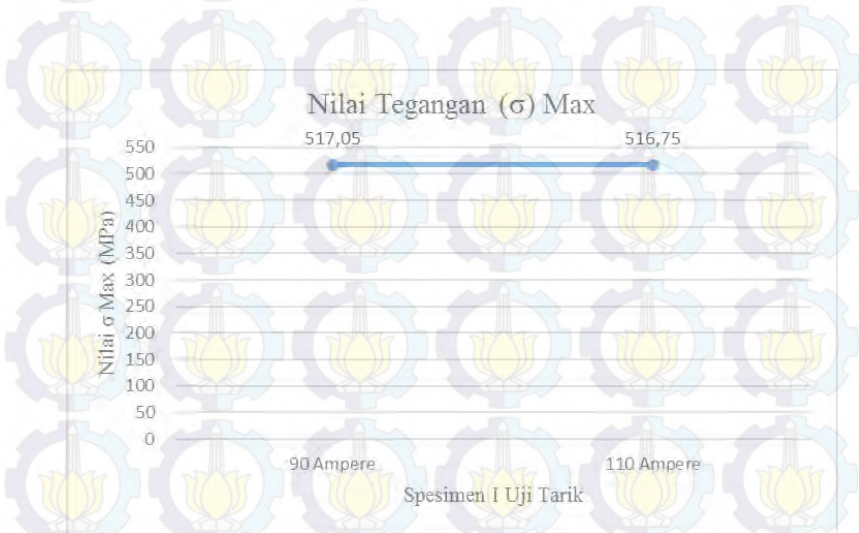 Nilai Tegangan (σ) Max
517,05
516,75
550
500
450
400
350
300
250
200
150
100
50
0
Nilai σ Max (MPa)
90 Ampere
110 Ampere
Spesimen I Uji Tarik